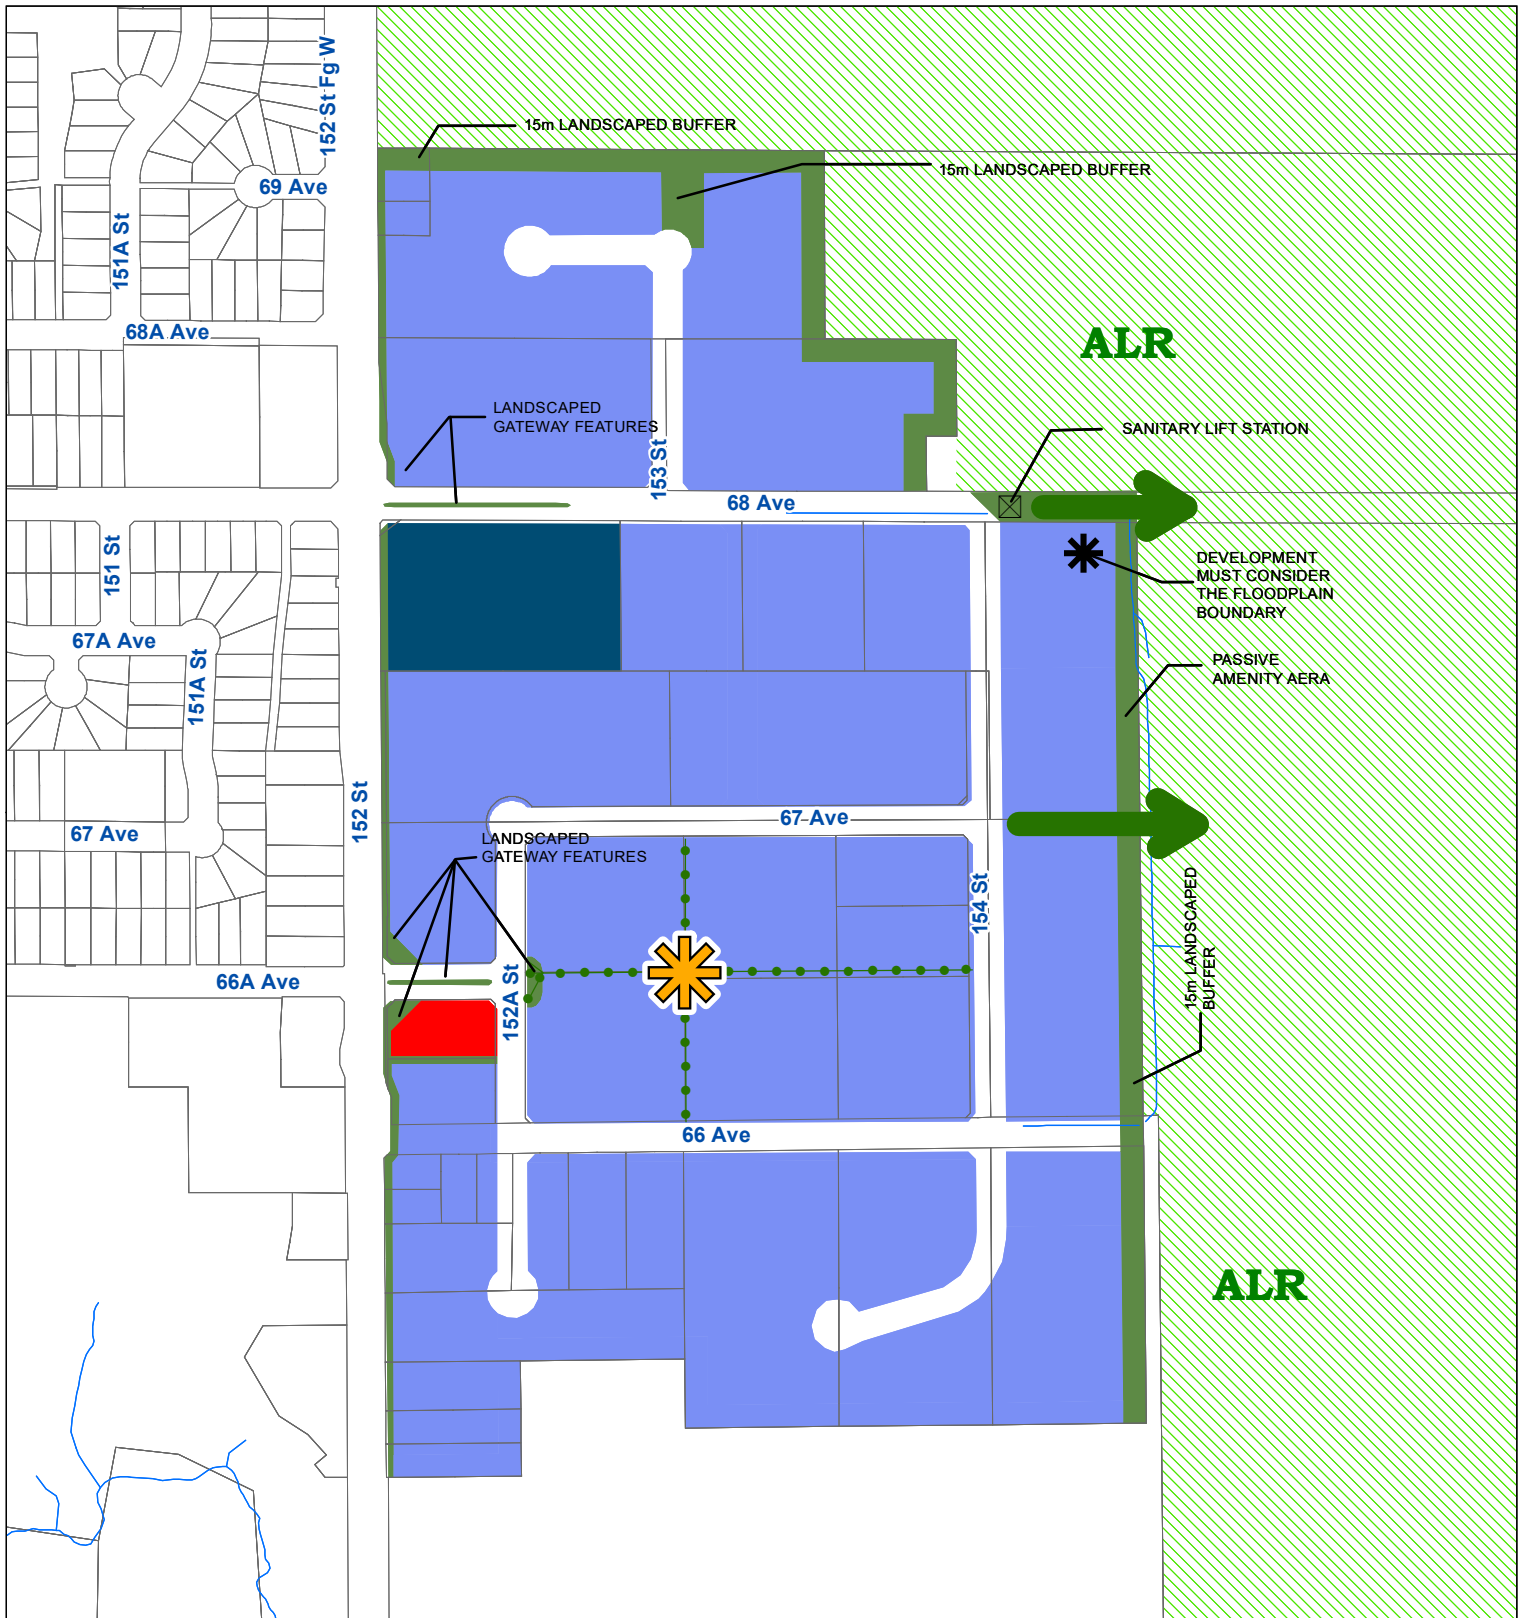 152 St Fg W
15m LANDSCAPED BUFFER
15m LANDSCAPED BUFFER
69 Ave
151A St
68A Ave
ALR
LANDSCAPED
GATEWAY FEATURES
153 St
SANITARY LIFT STATION
68 Ave
151 St
DEVELOPMENT
MUST CONSIDER
THE FLOODPLAIN
BOUNDARY
67A Ave
151A St
PASSIVE
AMENITY AERA
152 St
67 Ave
67 Ave
LANDSCAPED
GATEWAY FEATURES
154 St
15m LANDSCAPED
BUFFER
66A Ave
152A St
66 Ave
ALR